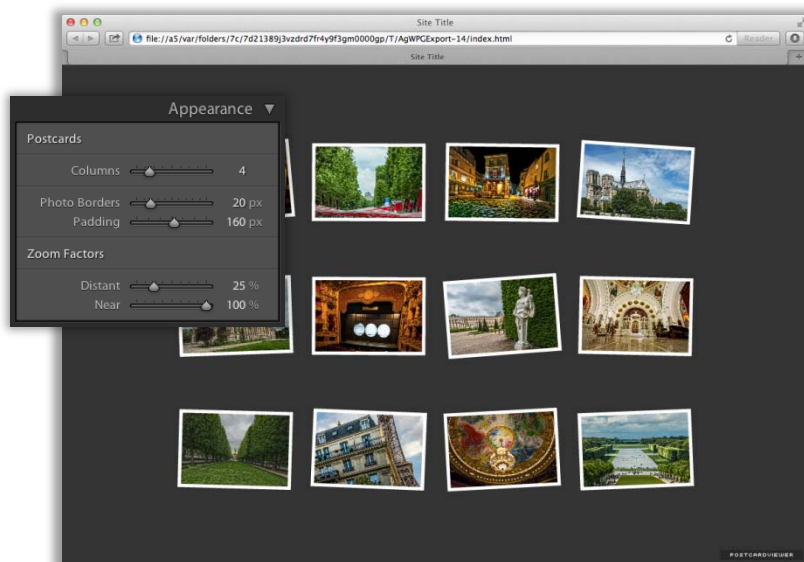 Site Title
file://a5/var/folders/7c/7d21389j3vzdrd7fr4y9f3gm0000gp/T/AgWPGExport-14/index.html
Reader
Site Title
Appearance
Postcards
Columns 4
Photo Borders 20 px
Padding 160 px
Zoom Factors
Distant 25 %
Near 100 %
POSTCARDVIEWER